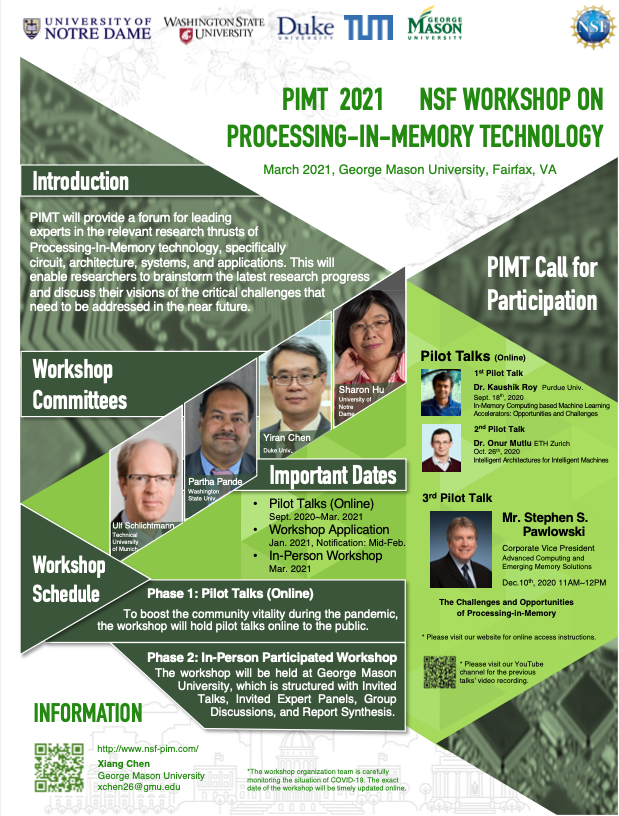 UNIVERSITY OF
NOTRE DAME
WASHINGTON STATE
UNIVERSITY
Duke
UNIVERSITY
TUM
GEORGE
MASON
UNIVERSITY
NSF
PIMT 2021 NSF WORKSHOP ON
PROCESSING-IN-MEMORY TECHNOLOGY
March 2021, George Mason University, Fairfax, VA
Introduction
PIMT will provide a forum for leading
experts in the relevant research thrusts of
Processing-In-Memory technology, specifically
circuit, architecture, systems, and applications. This will
enable researchers to brainstorm the latest research progress
and discuss their visions of the critical challenges that
need to be addressed in the near future.
PIMT Call for
Participation
Workshop
Committees
Sharon Hu
University of
Notre
Dame
Yiran Chen
Duke Univ.
Partha Pande
Washington
State Univ.
Ulf Schlichtmann
Technical
University
of Munich
Pilot Talks (Online)
1st Pilot Talk
Dr. Kaushik Roy Purdue Univ.
Sept. 18th, 2020
In-Memory Computing based Machine Learning
Accelerators: Opportunities and Challenges
2nd Pilot Talk
Dr. Onur Mutlu ETH Zurich
Oct. 26th, 2020
Intelligent Architectures for Intelligent Machines
3rd Pilot Talk
Mr. Stephen S.
Pawlowski
Corporate Vice President
Advanced Computing and
Emerging Memory Solutions
Dec.10th, 2020 11AM~12PM
The Challenges and Opportunities
of Processing-in-Memory
* Please visit our website for online access instructions.
* Please visit our YouTube
channel for the previous
talks' video recording.
Important Dates
• Pilot Talks (Online)
Sept. 2020~Mar. 2021
• Workshop Application
Jan. 2021, Notification: Mid-Feb.
• In-Person Workshop
Mar. 2021
Workshop
Schedule
Phase 1: Pilot Talks (Online)
To boost the community vitality during the pandemic,
the workshop will hold pilot talks online to the public.
Phase 2: In-Person Participated Workshop
The workshop will be held at George Mason
University, which is structured with Invited
Talks, Invited Expert Panels, Group
Discussions, and Report Synthesis.
INFORMATION
http://www.nsf-pim.com/
Xiang Chen
George Mason University
xchen26@gmu.edu
*The workshop organization team is carefully
monitoring the situation of COVID-19. The exact
date of the workshop will be timely updated online.